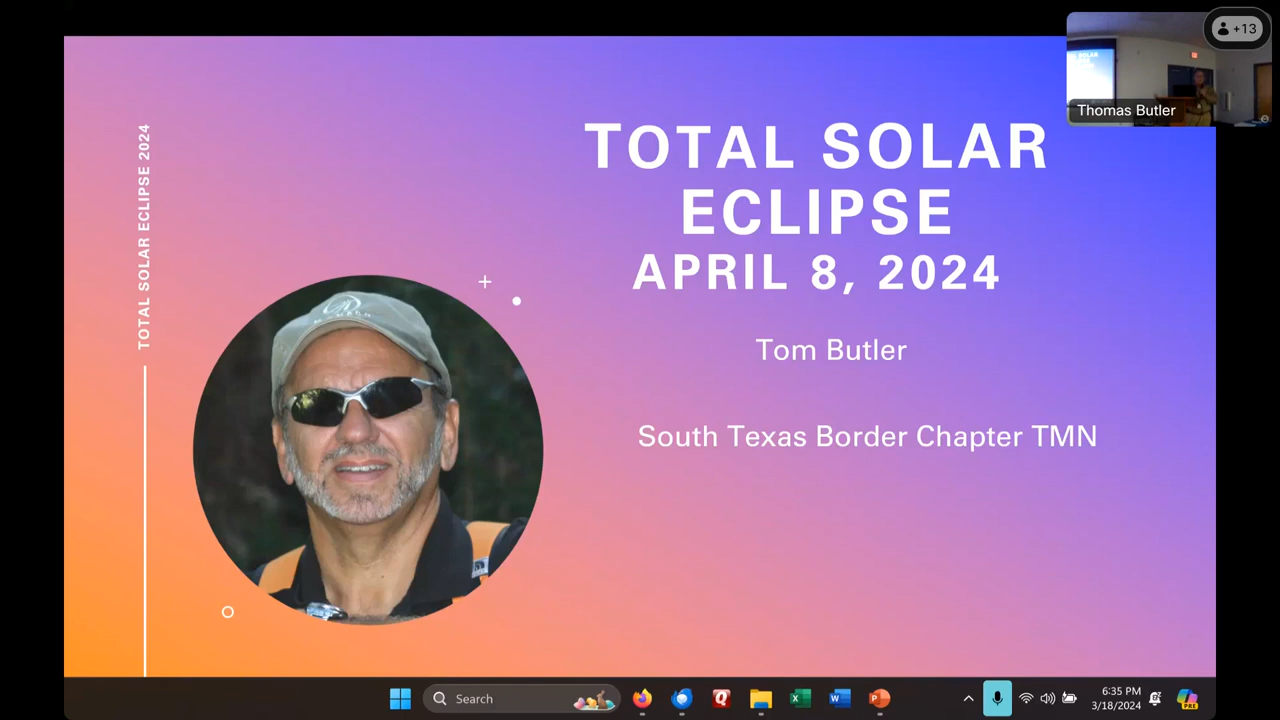 +13
Thomas Butler
TOTAL SOLAR ECLIPSE 2024
TOTAL SOLAR
ECLIPSE
APRIL 8, 2024
Tom Butler
South Texas Border Chapter TMN
Search
6:35 PM
3/18/2024
PRE